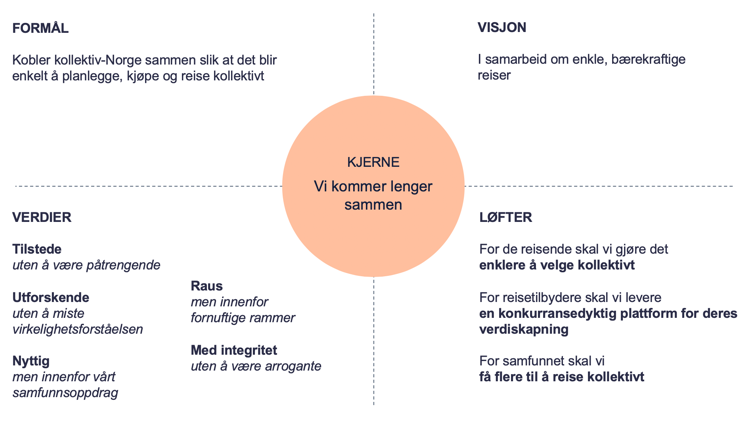 FORMÅL
Kobler kollektiv-Norge sammen slik at det blir
enkelt å planlegge, kjøpe og reise kollektivt
VISJON
I samarbeid om enkle, bærekraftige
reiser
KJERNE
Vi kommer lenger
sammen
VERDIER
Tilstede
uten å være påtrengende
Utforskende
uten å miste
virkelighetsforståelsen
Nyttig
men innenfor vårt
samfunnsoppdrag
Raus
men innenfor
fornuftige rammer
Med integritet
uten å være arrogante
LØFTER
For de reisende skal vi gjøre det
enklere å velge kollektivt
For reisetilbydere skal vi levere
en konkurransedyktig plattform for deres
verdiskapning
For samfunnet skal vi
få flere til å reise kollektivt